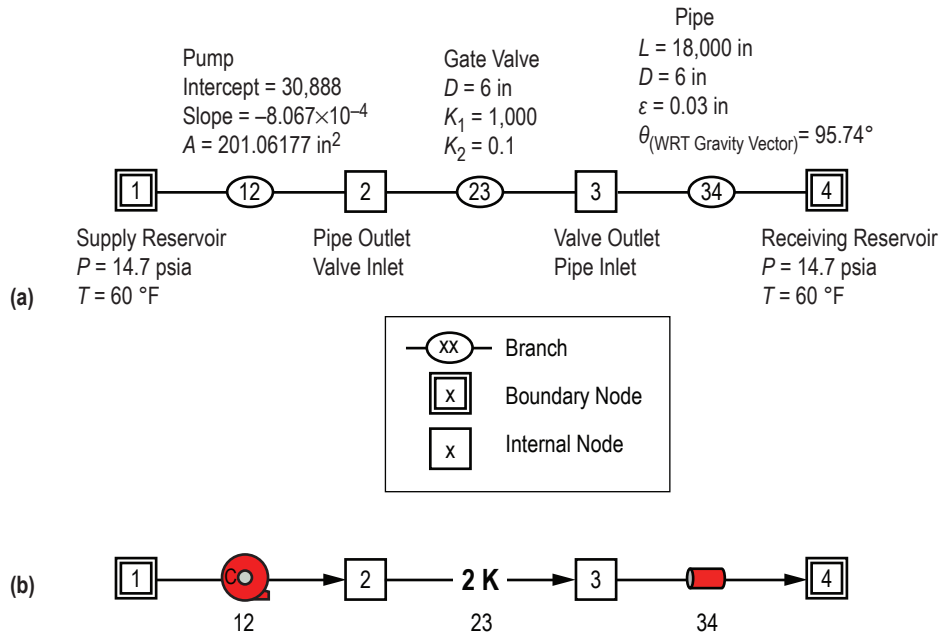 Pump
Intercept = 30,888
Slope = –8.067×10–4
A = 201.06177 in2
Gate Valve
D = 6 in
K1 = 1,000
K2 = 0.1
Pipe
L = 18,000 in
D = 6 in
ε = 0.03 in
θ(WRT Gravity Vector) = 95.74°
1 12 2 23 3 34 4
Supply Reservoir
P = 14.7 psia
T = 60 °F
Pipe Outlet
Valve Inlet
Valve Outlet
Pipe Inlet
Receiving Reservoir
P = 14.7 psia
T = 60 °F
(a)
xx Branch
x Boundary Node
x Internal Node
(b)
1 C 2 2 K 3 4
12 23 34